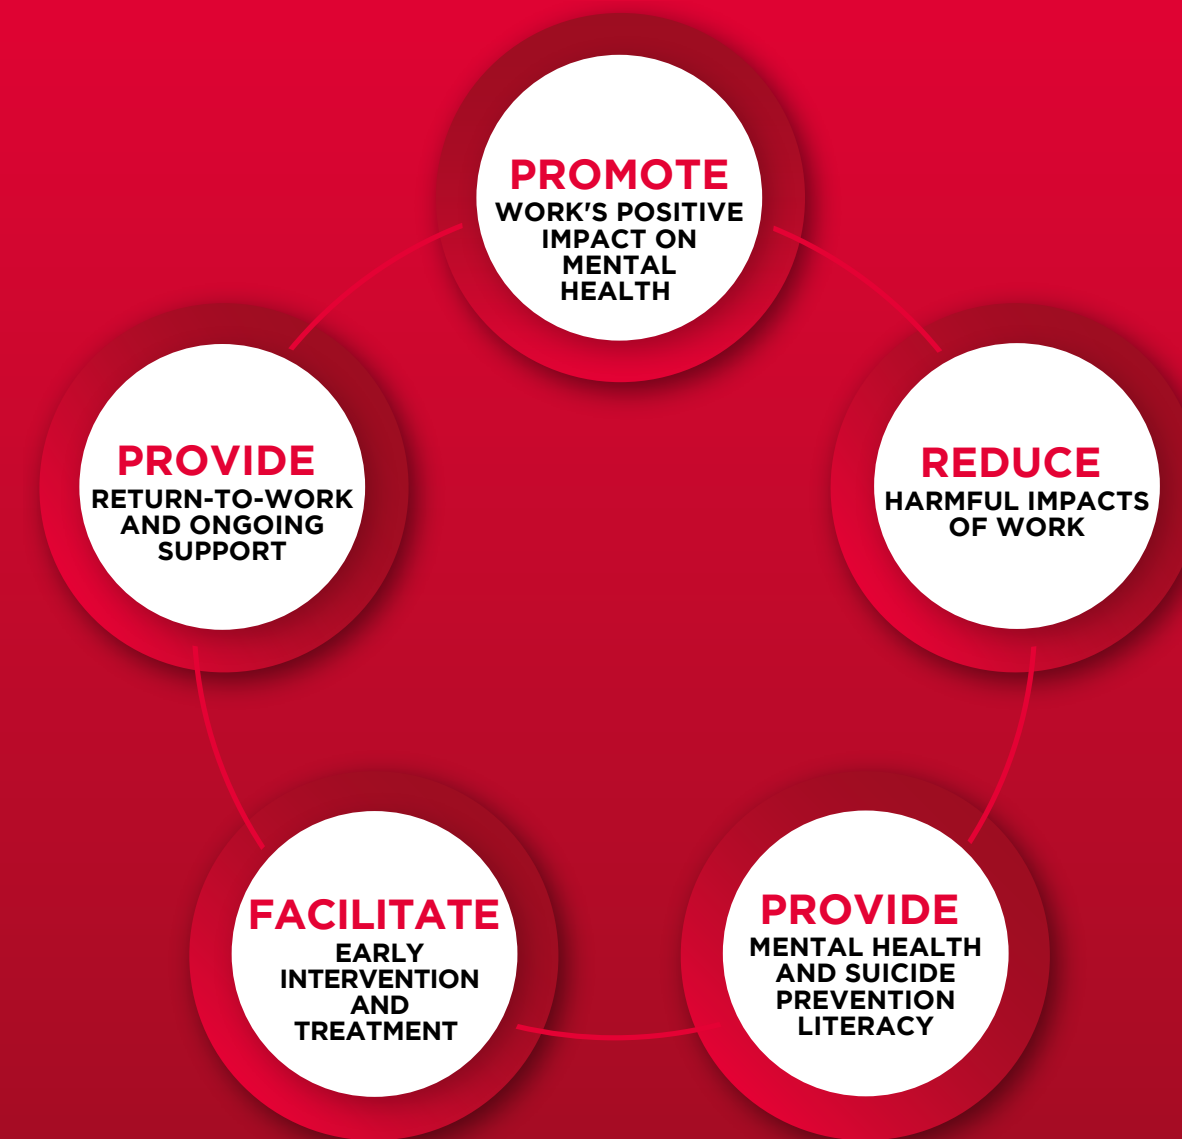 PROMOTE
WORK'S POSITIVE
IMPACT ON
MENTAL
HEALTH
REDUCE
HARMFUL IMPACTS
OF WORK
PROVIDE
MENTAL HEALTH
AND SUICIDE
PREVENTION
LITERACY
FACILITATE
EARLY
INTERVENTION
AND
TREATMENT
PROVIDE
RETURN-TO-WORK
AND ONGOING
SUPPORT